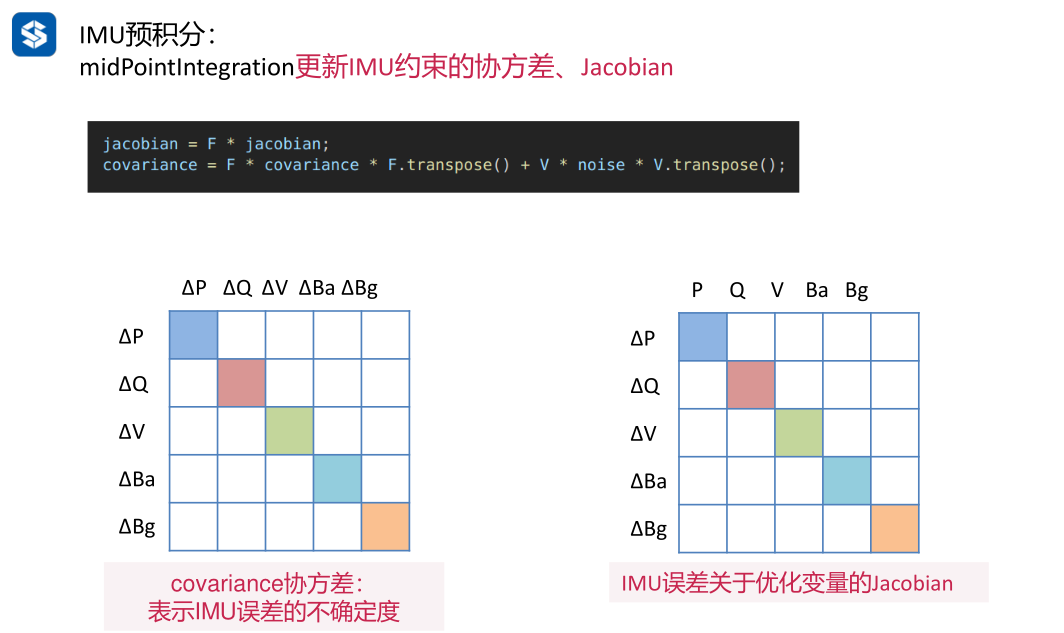 IMU预积分：
midPointIntegration更新IMU约束的协方差、Jacobian
jacobian = F * jacobian;
covariance = F * covariance * F.transpose() + V * noise * V.transpose();
ΔP ΔQ ΔV ΔBa ΔBg
ΔP
ΔQ
ΔV
ΔBa
ΔBg
covariance协方差：
表示IMU误差的不确定度
P Q V Ba Bg
ΔP
ΔQ
ΔV
ΔBa
ΔBg
IMU误差关于优化变量的Jacobian